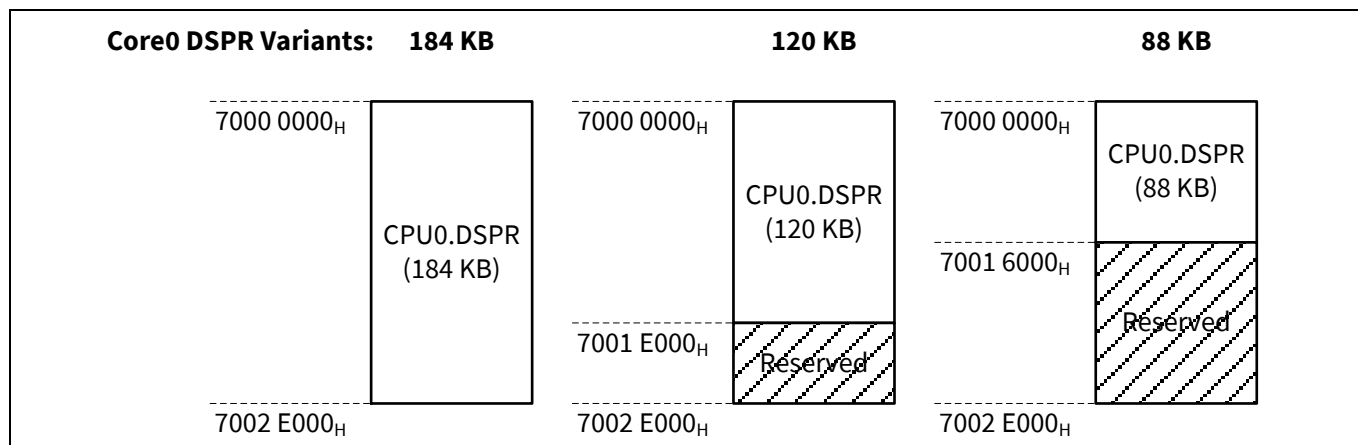 Core0 DSPR Variants: 184 KB 120 KB 88 KB
7000 0000H
CPU0.DSPR
(184 KB)
7002 E000H
7000 0000H
CPU0.DSPR
(120 KB)
7001 E000H
Reserved
7002 E000H
7000 0000H
CPU0.DSPR
(88 KB)
7001 6000H
Reserved
7002 E000H